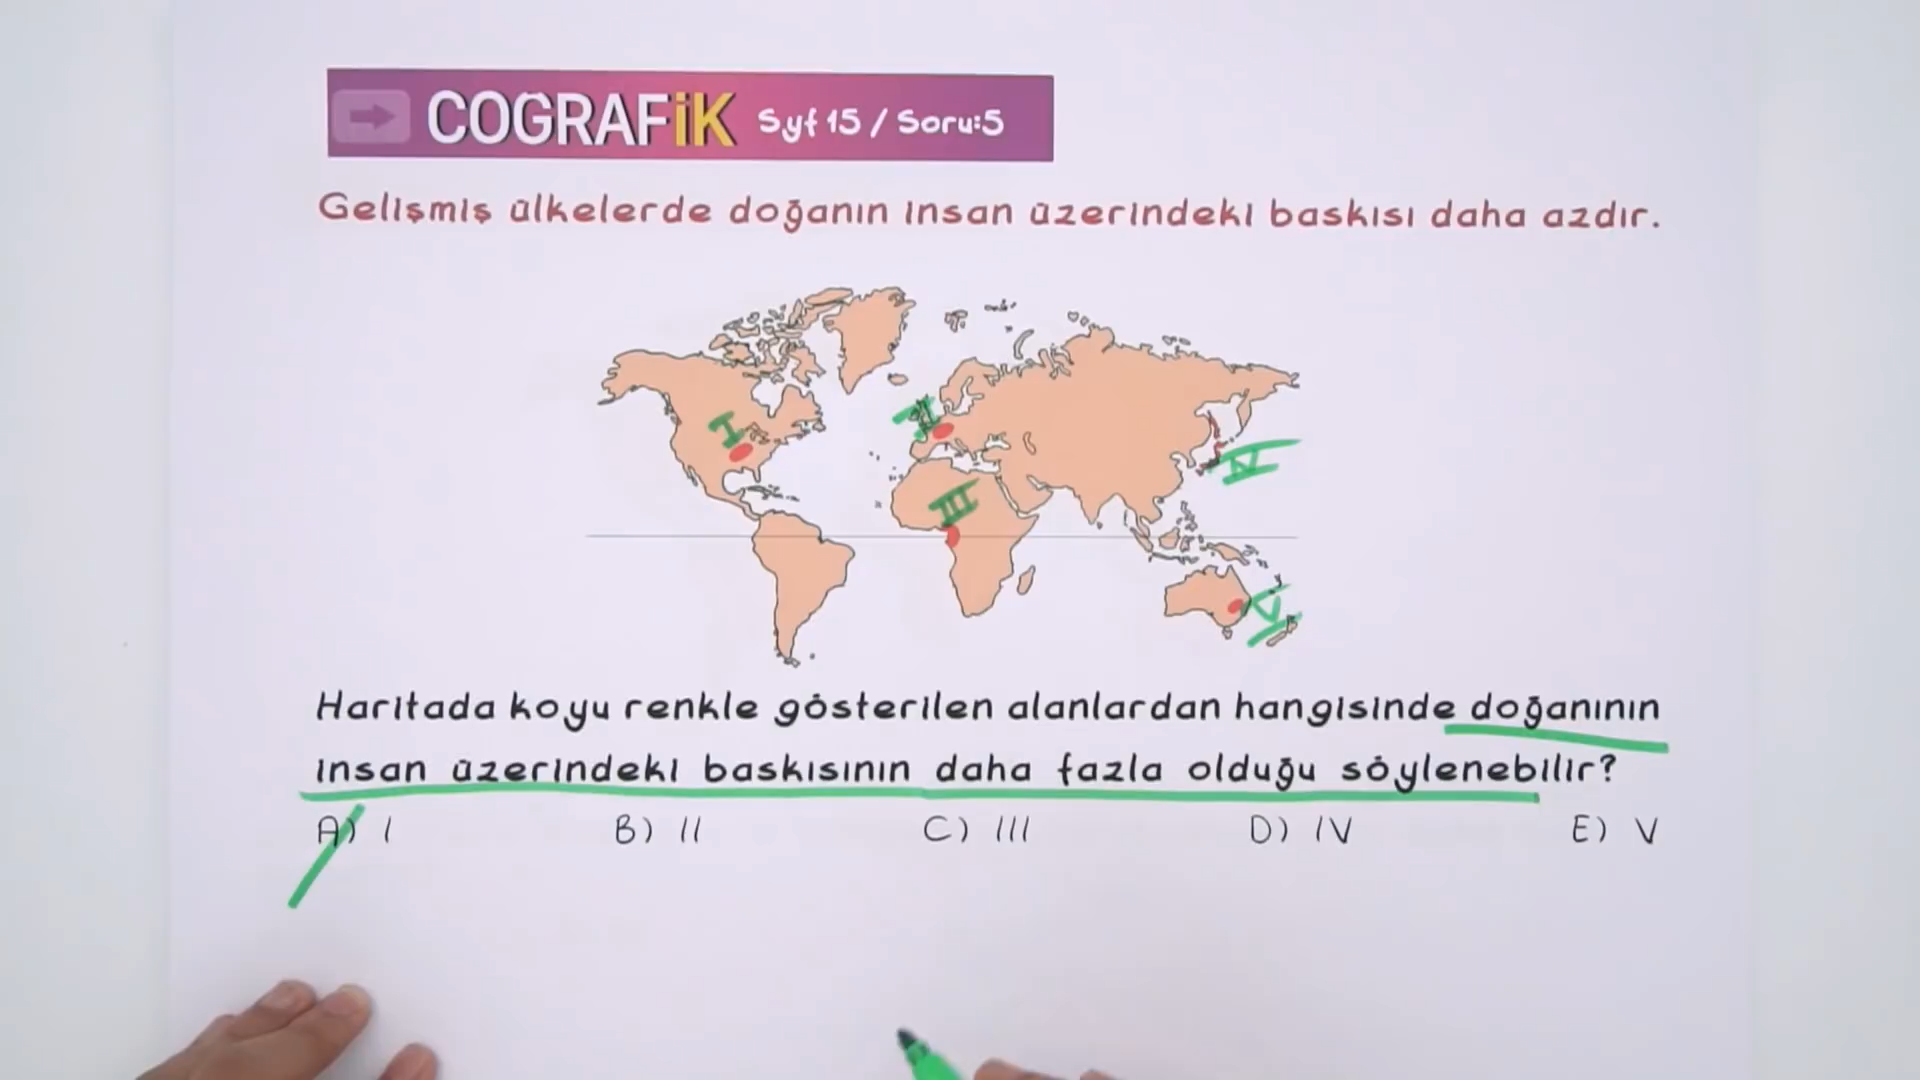 COĞRAFİK Syf 15 / Soru:5
Gelişmiş ülkelerde doğanın insan üzerindeki baskısı daha azdır.
I
II
III
IV
V
Haritada koyu renkle gösterilen alanlardan hangisinde doğanının
insan üzerindeki baskısının daha fazla olduğu söylenebilir?
A) I B) II C) III D) IV E) V